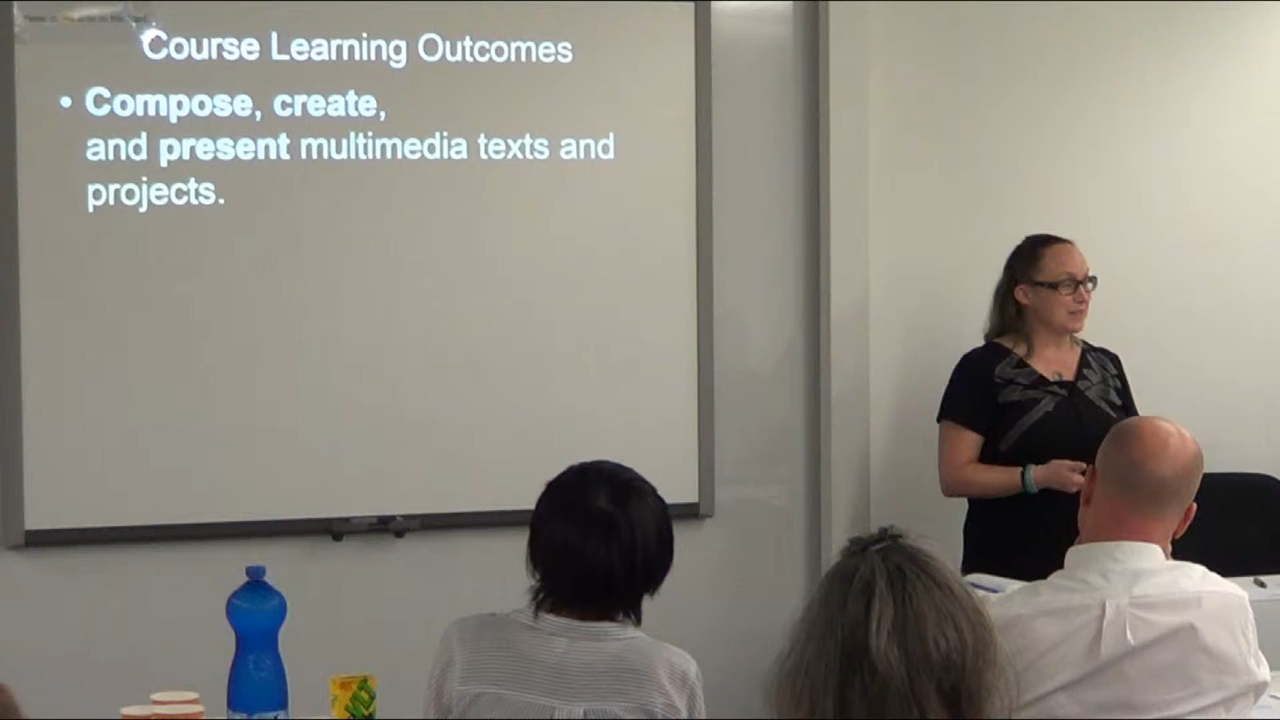 Course Learning Outcomes
• Compose, create,
and present multimedia texts and
projects.